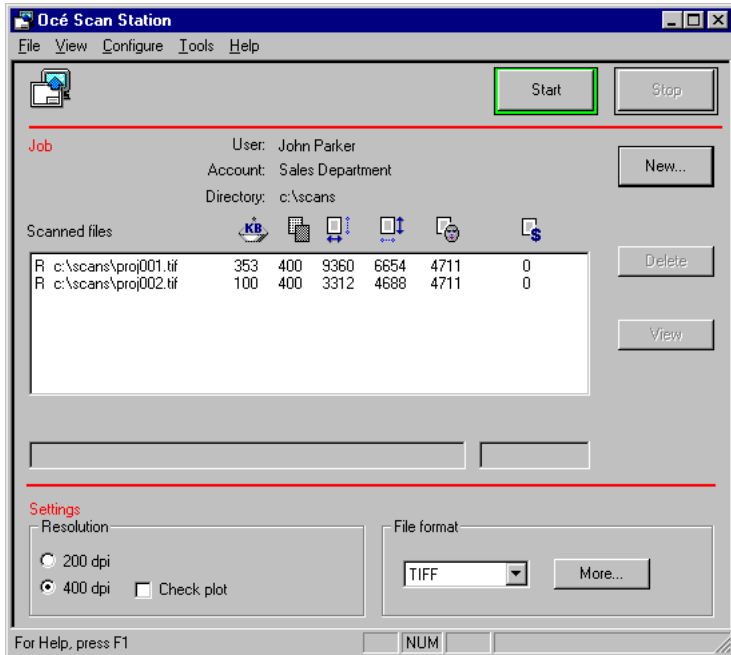 Océ Scan Station
File View Configure Tools Help
Start
Stop
Job
User: John Parker
Account: Sales Department
Directory: c:\scans
New...
Scanned files
KB
$
R c:\scans\proj001.tif 353 400 9360 6654 4711 0
R c:\scans\proj002.tif 100 400 3312 4688 4711 0
Delete
View
Settings
Resolution
200 dpi
400 dpi Check plot
File format
TIFF More...
For Help, press F1 NUM